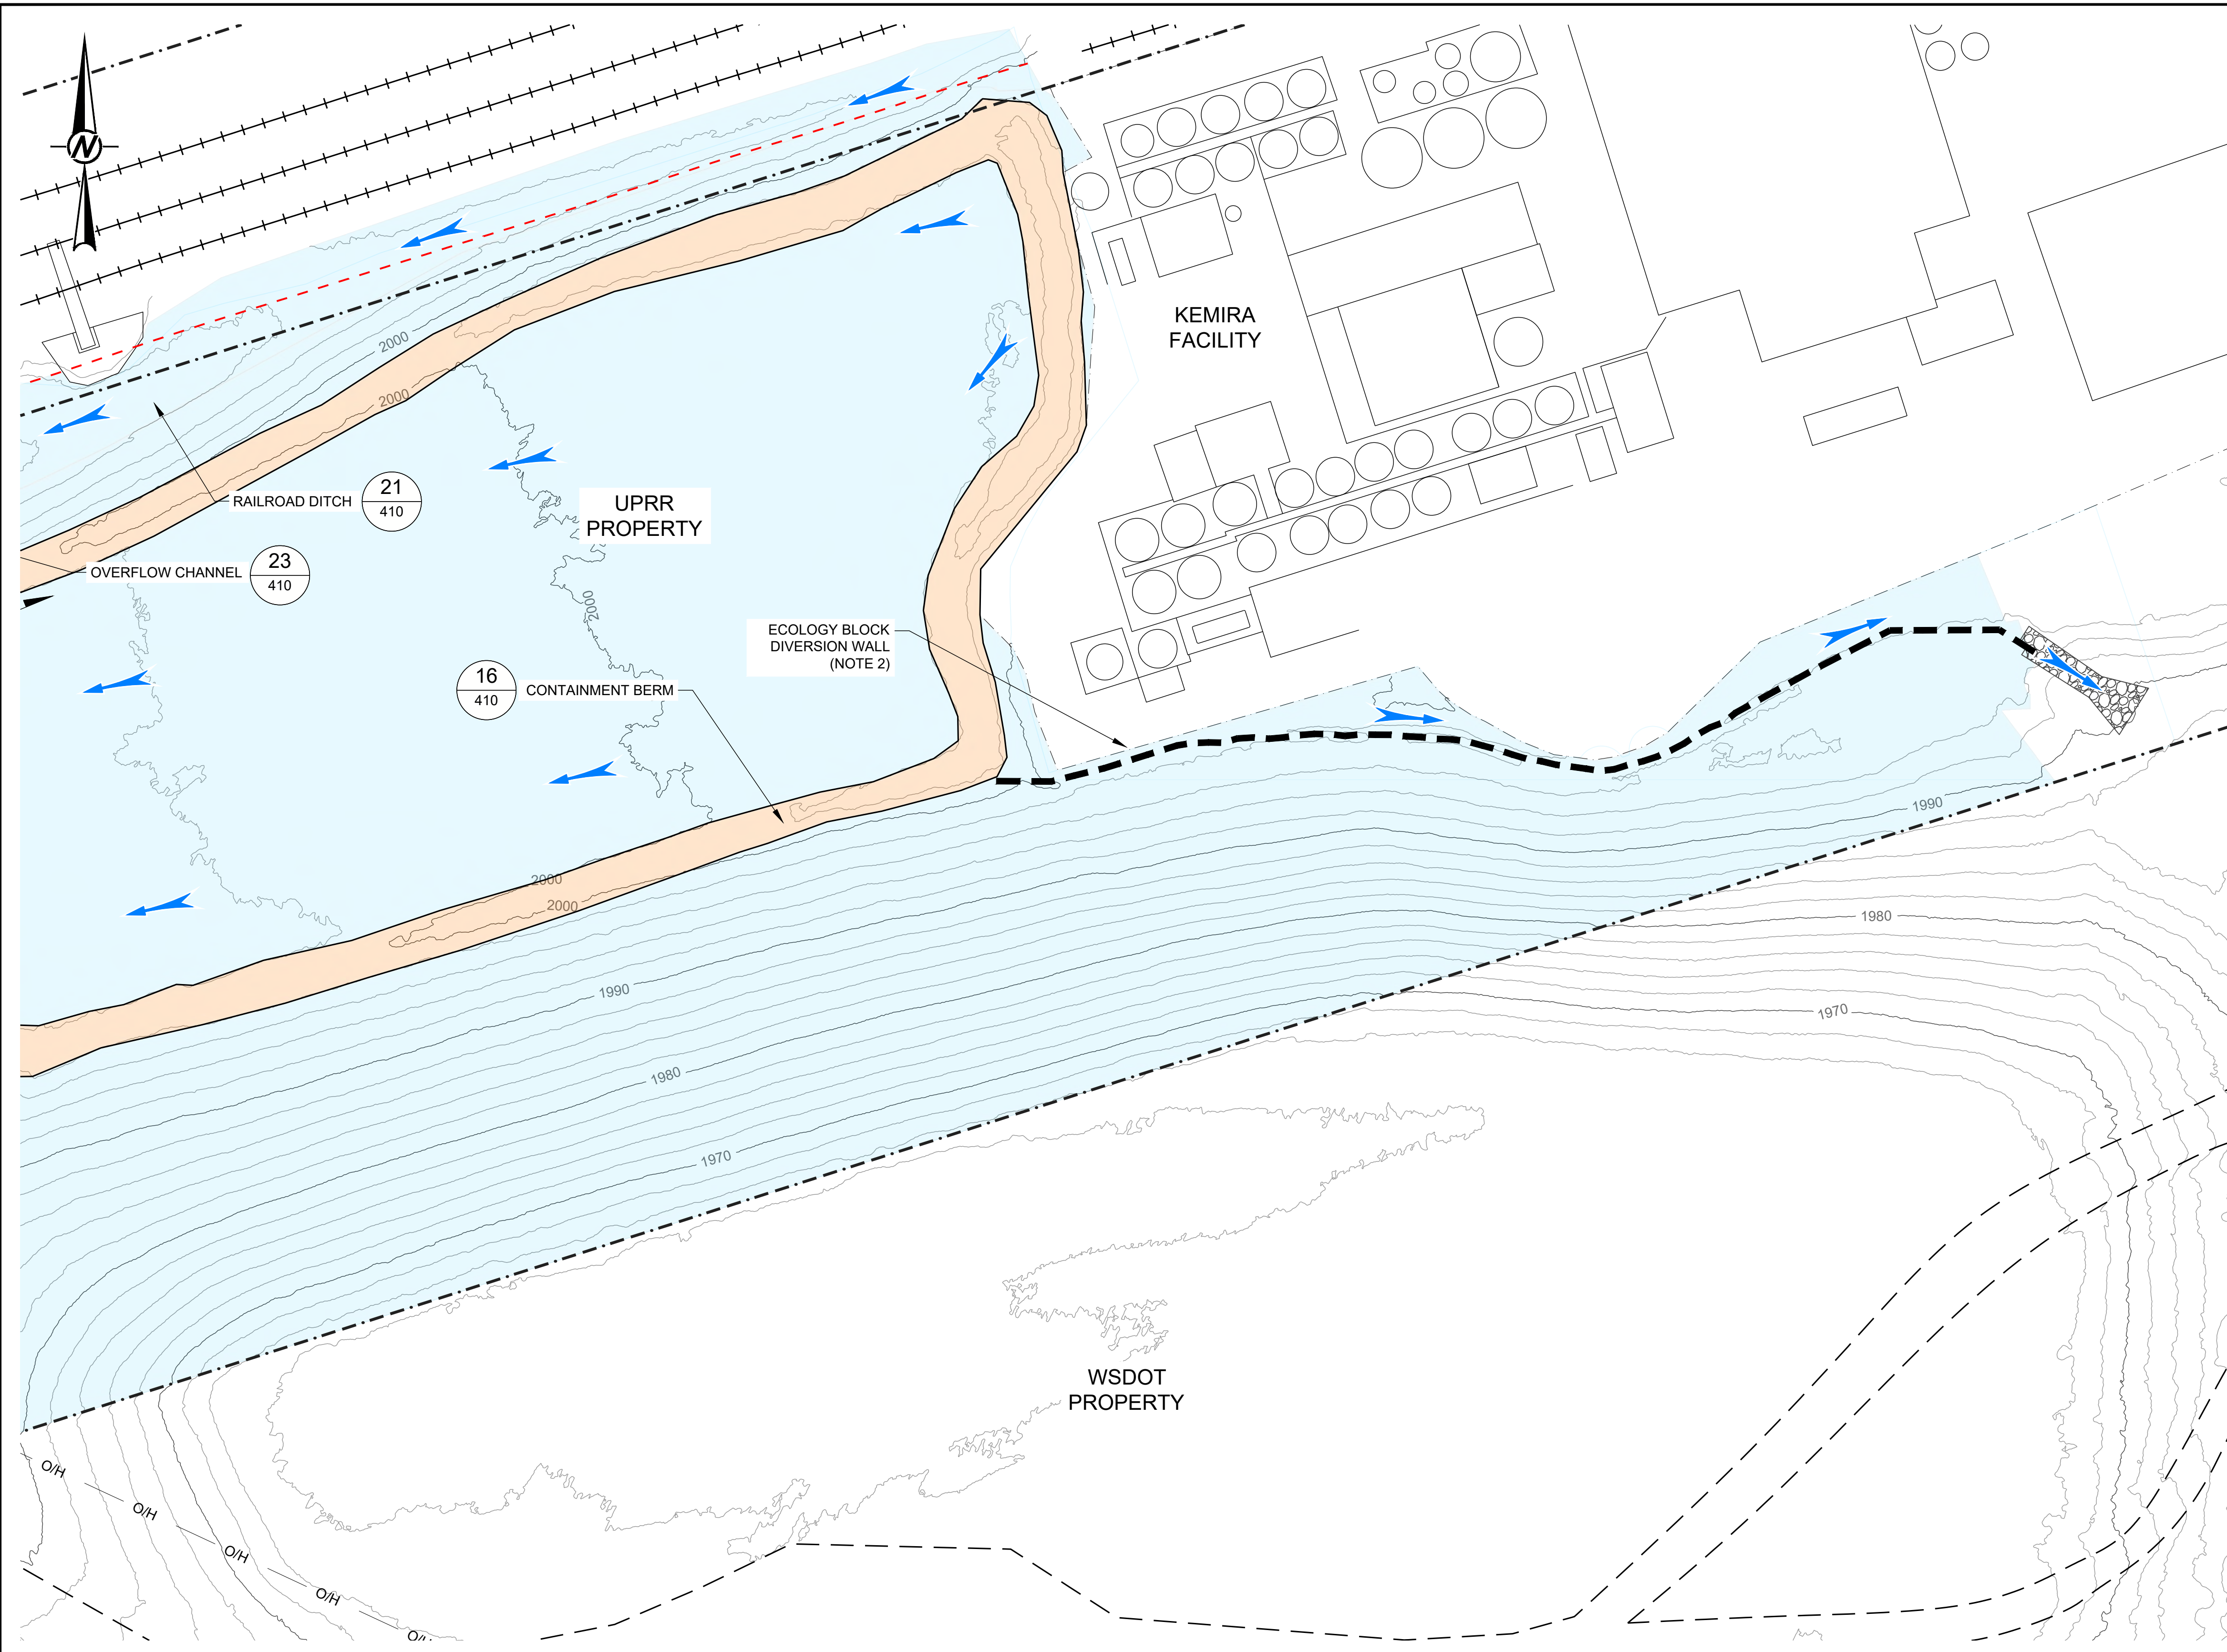 N
KEMIRA
FACILITY
2000
2000
21
410
RAILROAD DITCH
UPRR
PROPERTY
23
410
OVERFLOW CHANNEL
2000
ECOLOGY BLOCK
DIVERSION WALL
(NOTE 2)
16
410
CONTAINMENT BERM
1990
2000
2000
1980
1990
1970
1980
1970
WSDOT
PROPERTY
O/H
O/H
O/H
O/H